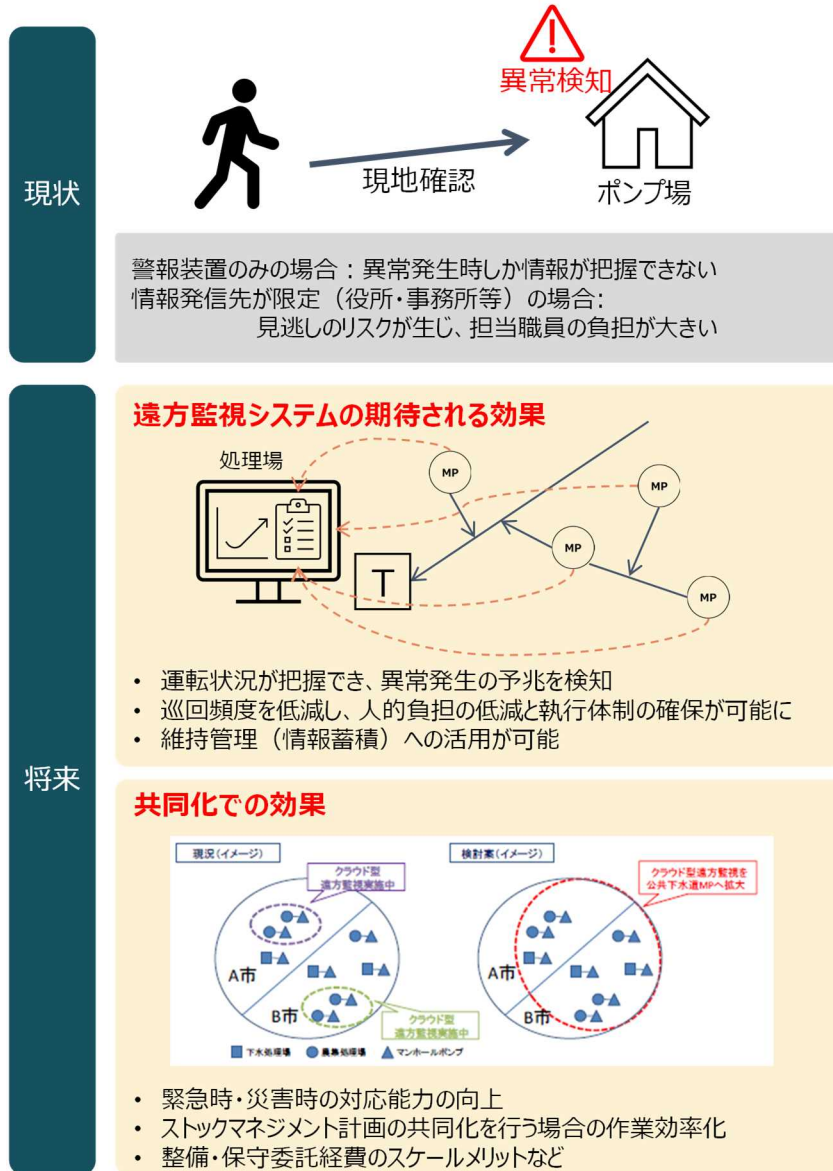 現状
異常検知
現地確認
ポンプ場
警報装置のみの場合：異常発生時しか情報が把握できない
情報発信先が限定（役所・事務所等）の場合：
見逃しのリスクが生じ、担当職員の負担が大きい
将来
遠方監視システムの期待される効果
処理場
MP
MP
MP
MP
T
• 運転状況が把握でき、異常発生の予兆を検知
• 巡回頻度を低減し、人的負担の低減と執行体制の確保が可能に
• 維持管理（情報蓄積）への活用が可能
共同化での効果
現況（イメージ）
クラウド型
遠方監視実施中
A市
B市
クラウド型
遠方監視実施中
下水処理場 農集処理場 マンホールポンプ
検討案（イメージ）
クラウド型遠方監視を
公共下水道MPへ拡大
A市
B市
• 緊急時・災害時の対応能力の向上
• ストックマネジメント計画の共同化を行う場合の作業効率化
• 整備・保守委託経費のスケールメリットなど